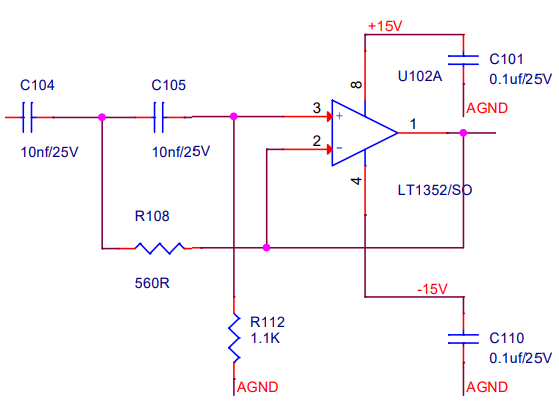 +15V
C104
C105
U102A
C101
0.1uf/25V
8
3
+
AGND
1
2
-
10nf/25V
10nf/25V
4
LT1352/SO
R108
560R
-15V
R112
1.1K
C110
0.1uf/25V
AGND
AGND